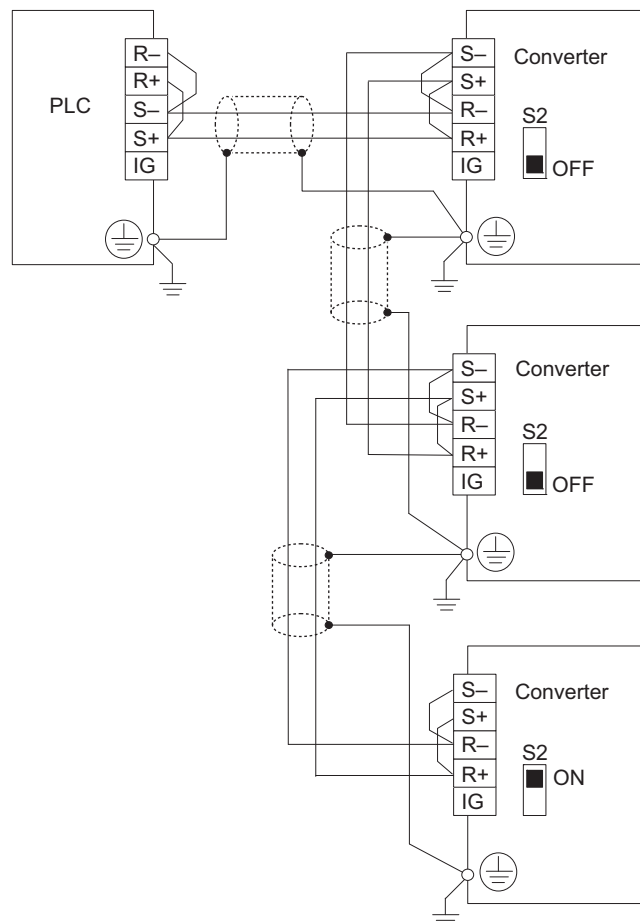 PLC
R–
R+
S–
S+
IG
S–
S+
R–
R+
IG
Converter
S2
OFF
S–
S+
R–
R+
IG
Converter
S2
OFF
S–
S+
R–
R+
IG
Converter
S2
ON